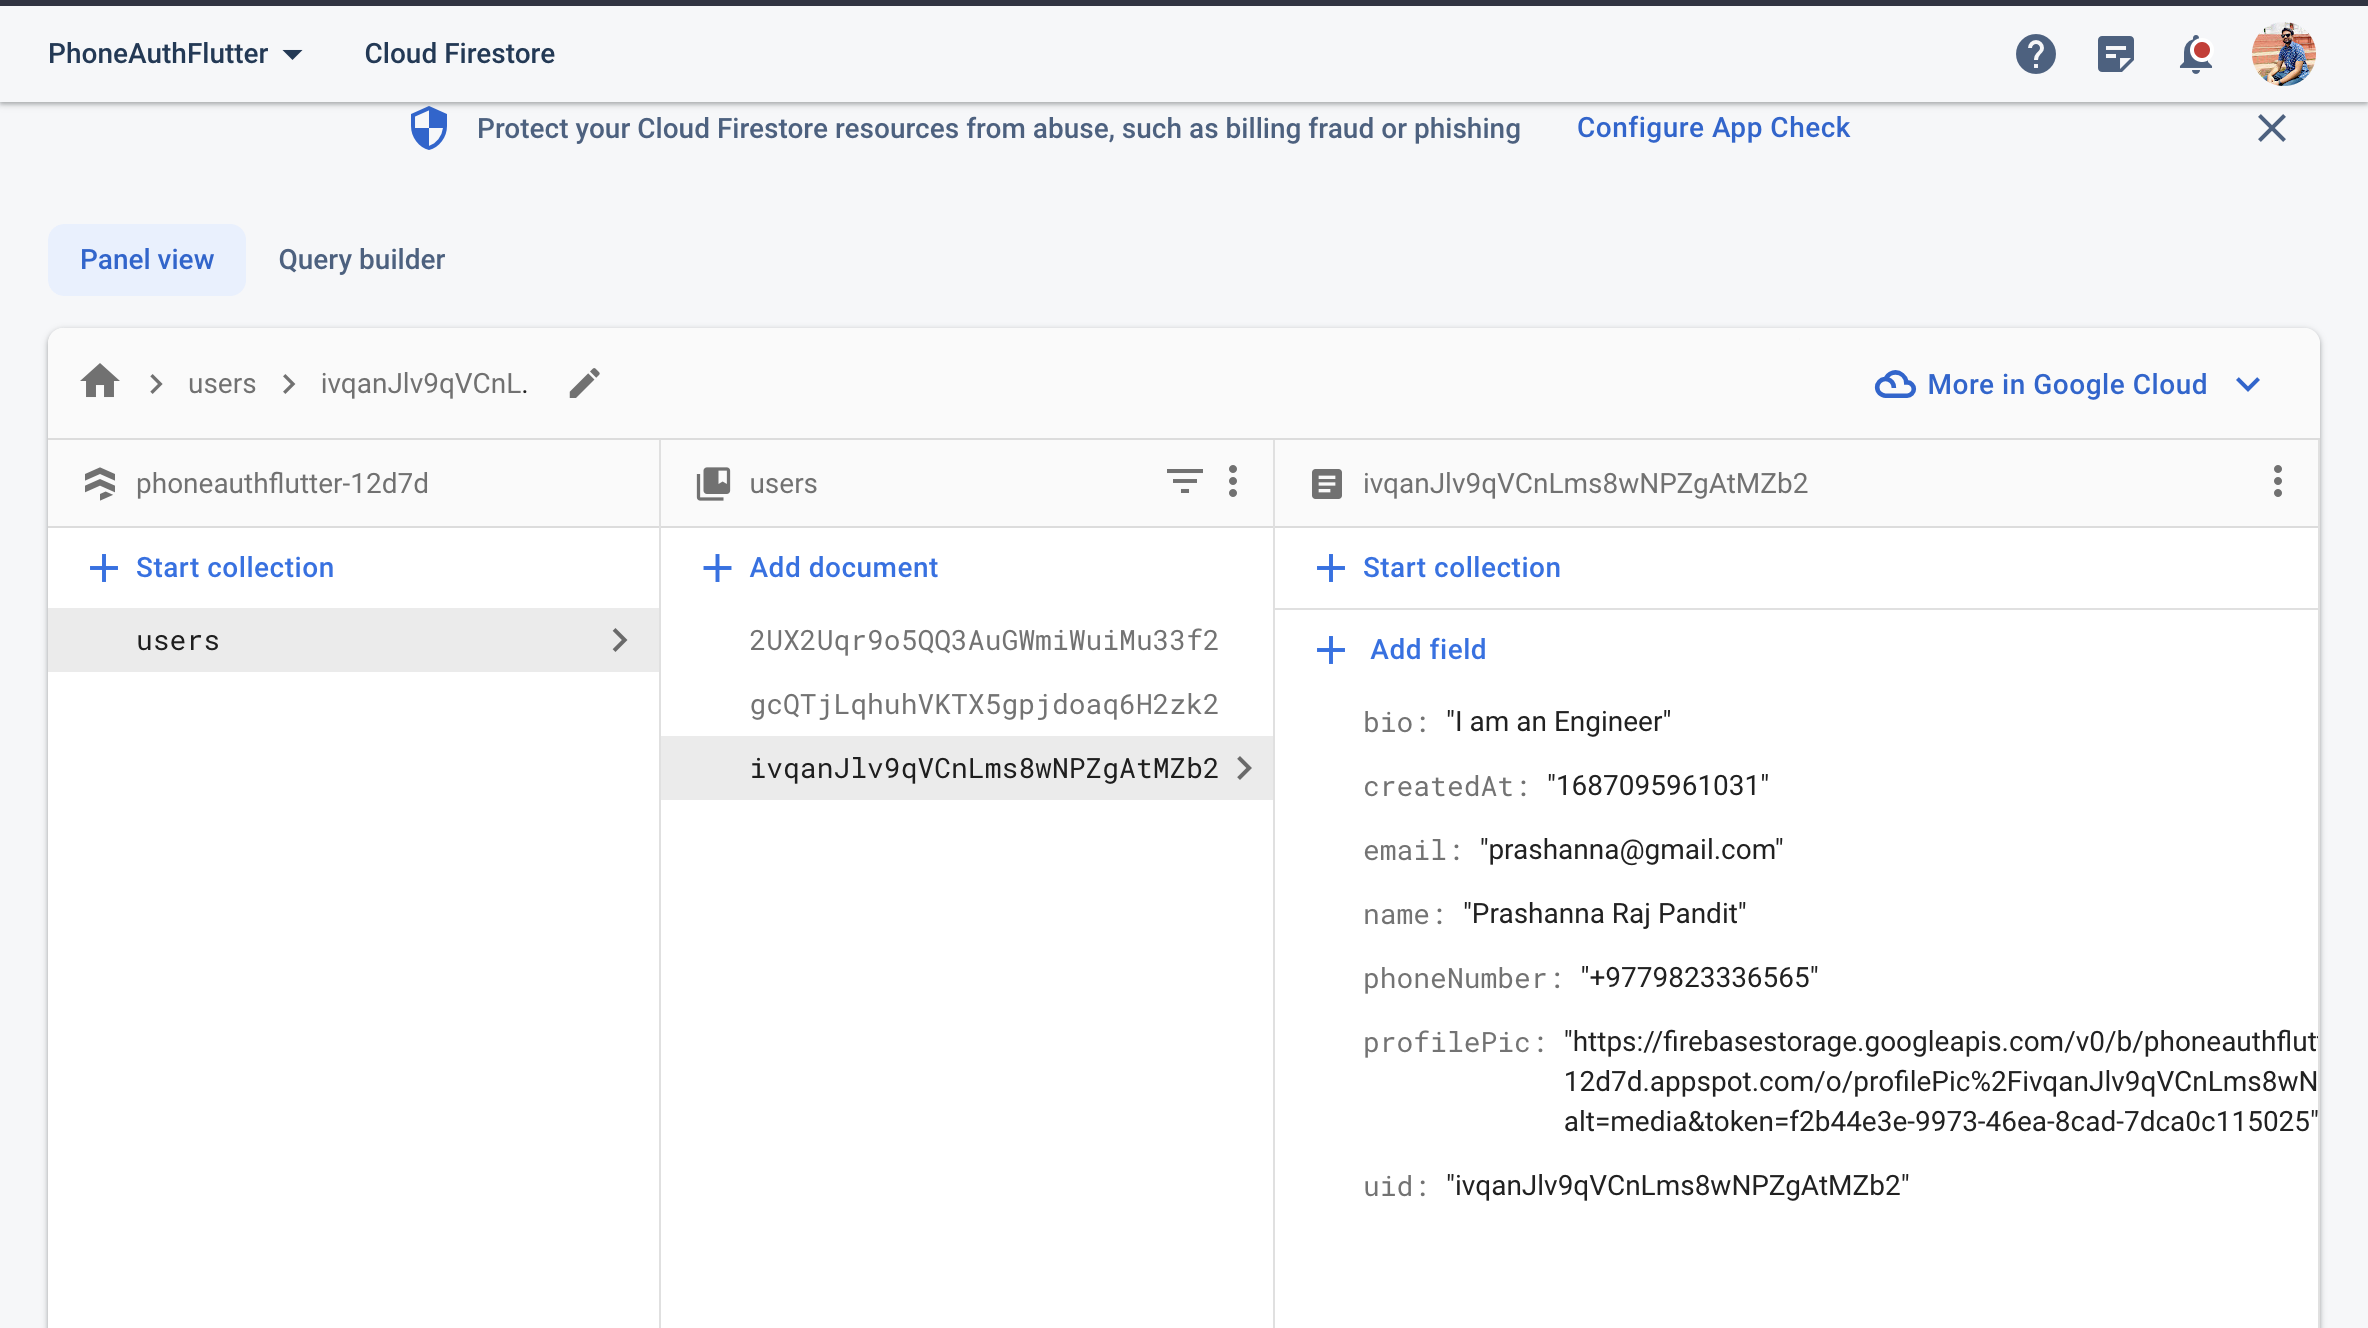 PhoneAuthFlutter
Cloud Firestore
Protect your Cloud Firestore resources from abuse, such as billing fraud or phishing
Configure App Check
Panel view
Query builder
users
ivqanJlv9qVCnL.
More in Google Cloud
phoneauthflutter-12d7d
Start collection
users
users
Add document
2UX2Uqr9o5QQ3AuGWmiWuiMu33f2
gcQTjLqhuhVKTX5gpjdoaq6H2zk2
ivqanJlv9qVCnLms8wNPZgAtMZb2
ivqanJlv9qVCnLms8wNPZgAtMZb2
Start collection
Add field
bio: "I am an Engineer"
createdAt: "1687095961031"
email: "prashanna@gmail.com"
name: "Prashanna Raj Pandit"
phoneNumber: "+9779823336565"
profilePic: "https://firebasestorage.googleapis.com/v0/b/phoneauthflut
12d7d.appspot.com/o/profilePic%2FivqanJlv9qVCnLms8wN
alt=media&token=f2b44e3e-9973-46ea-8cad-7dca0c115025"
uid: "ivqanJlv9qVCnLms8wNPZgAtMZb2"